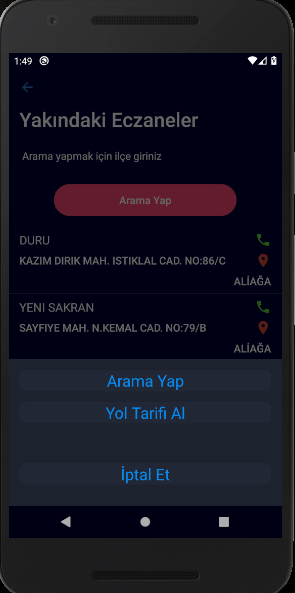 1:49
Yakındaki Eczaneler
Arama yapmak için ilçe giriniz
Arama Yap
DURU
KAZIM DIRIK MAH. ISTIKLAL CAD. NO:86/C
ALİAĞA
YENI SAKRAN
SAYFIYE MAH. N.KEMAL CAD. NO:79/B
ALİAĞA
Arama Yap
Yol Tarifi Al
İptal Et